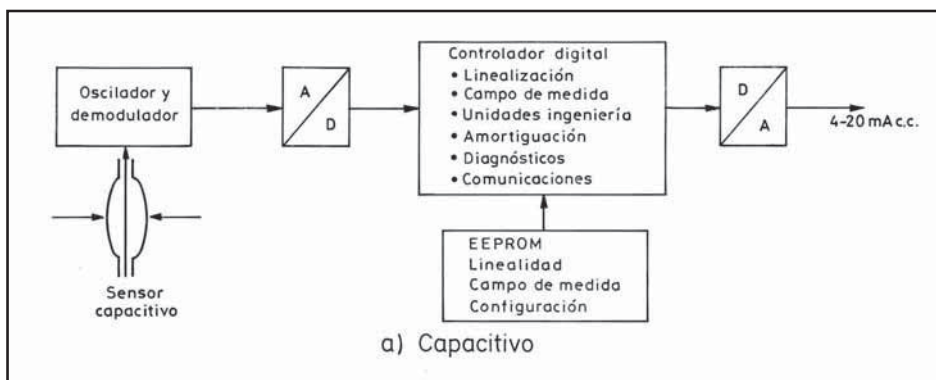 Oscilador y
demodulador
A
D
Controlador digital
• Linealización
• Campo de medida
• Unidades ingeniería
• Amortiguación
• Diagnósticos
• Comunicaciones
D
A
4-20 mA c.c.
EEPROM
Linealidad
Campo de medida
Configuración
Sensor
capacitivo
a) Capacitivo